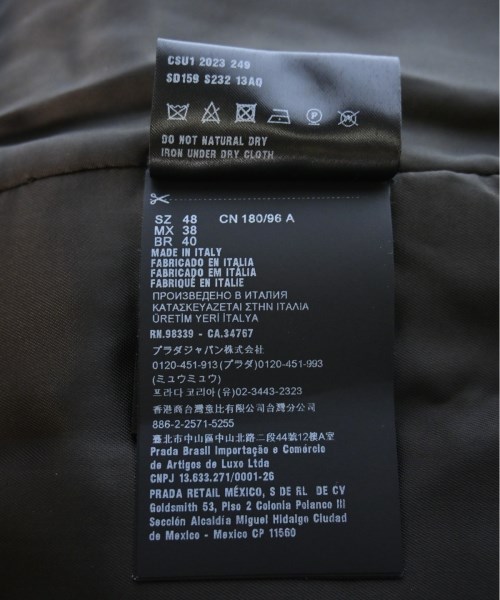 CSU1 2023 249
SD159 S232 13AQ
DO NOT NATURAL DRY
IRON UNDER DRY CLOTH
SZ 48 CN 180/96 A
MX 38
BR 40
MADE IN ITALY
FABRICADO EN ITALIA
FABRICADO EM ITÁLIA
FABRIQUÉ EN ITALIE
ПРОИЗВЕДЕНО В ИТАЛИЯ
ΚΑΤΑΣΚΕΥΑΖΕΤΑΙ ΣΤΗΝ ΙΤΑΛΙΑ
ÜRETİM YERİ İTALYA
RN.98339 - CA.34767
プラダジャパン株式会社
0120-451-913(プラダ)0120-451-993
(ミュウミュウ)
프라다 코리아 (유)02-3443-2323
香港商台灣普比有限公司台灣分公司
886-2-2571-5255
臺北市中山區中山北路二段44號12樓A室
Prada Brasil Importação e Comércio
de Artigos de Luxo Ltda
CNPJ 13.633.271/0001-26
PRADA RETAIL MÉXICO, S DE RL DE CV
Goldsmith 53, Piso 2 Colonia Polanco III
Sección Alcaldía Miguel Hidalgo Ciudad
de Mexico - Mexico CP 11560